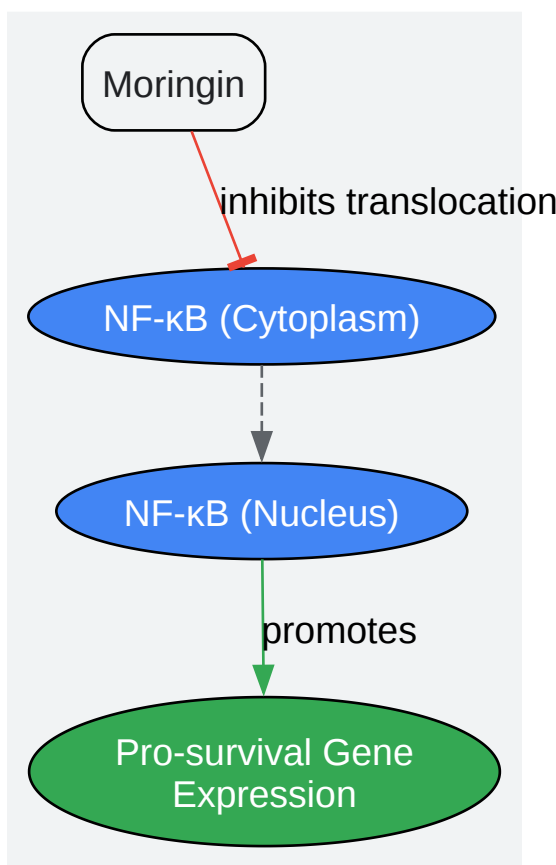 Moringin
inhibits translocation
NF-κB (Cytoplasm)
NF-κB (Nucleus)
promotes
Pro-survival Gene
Expression